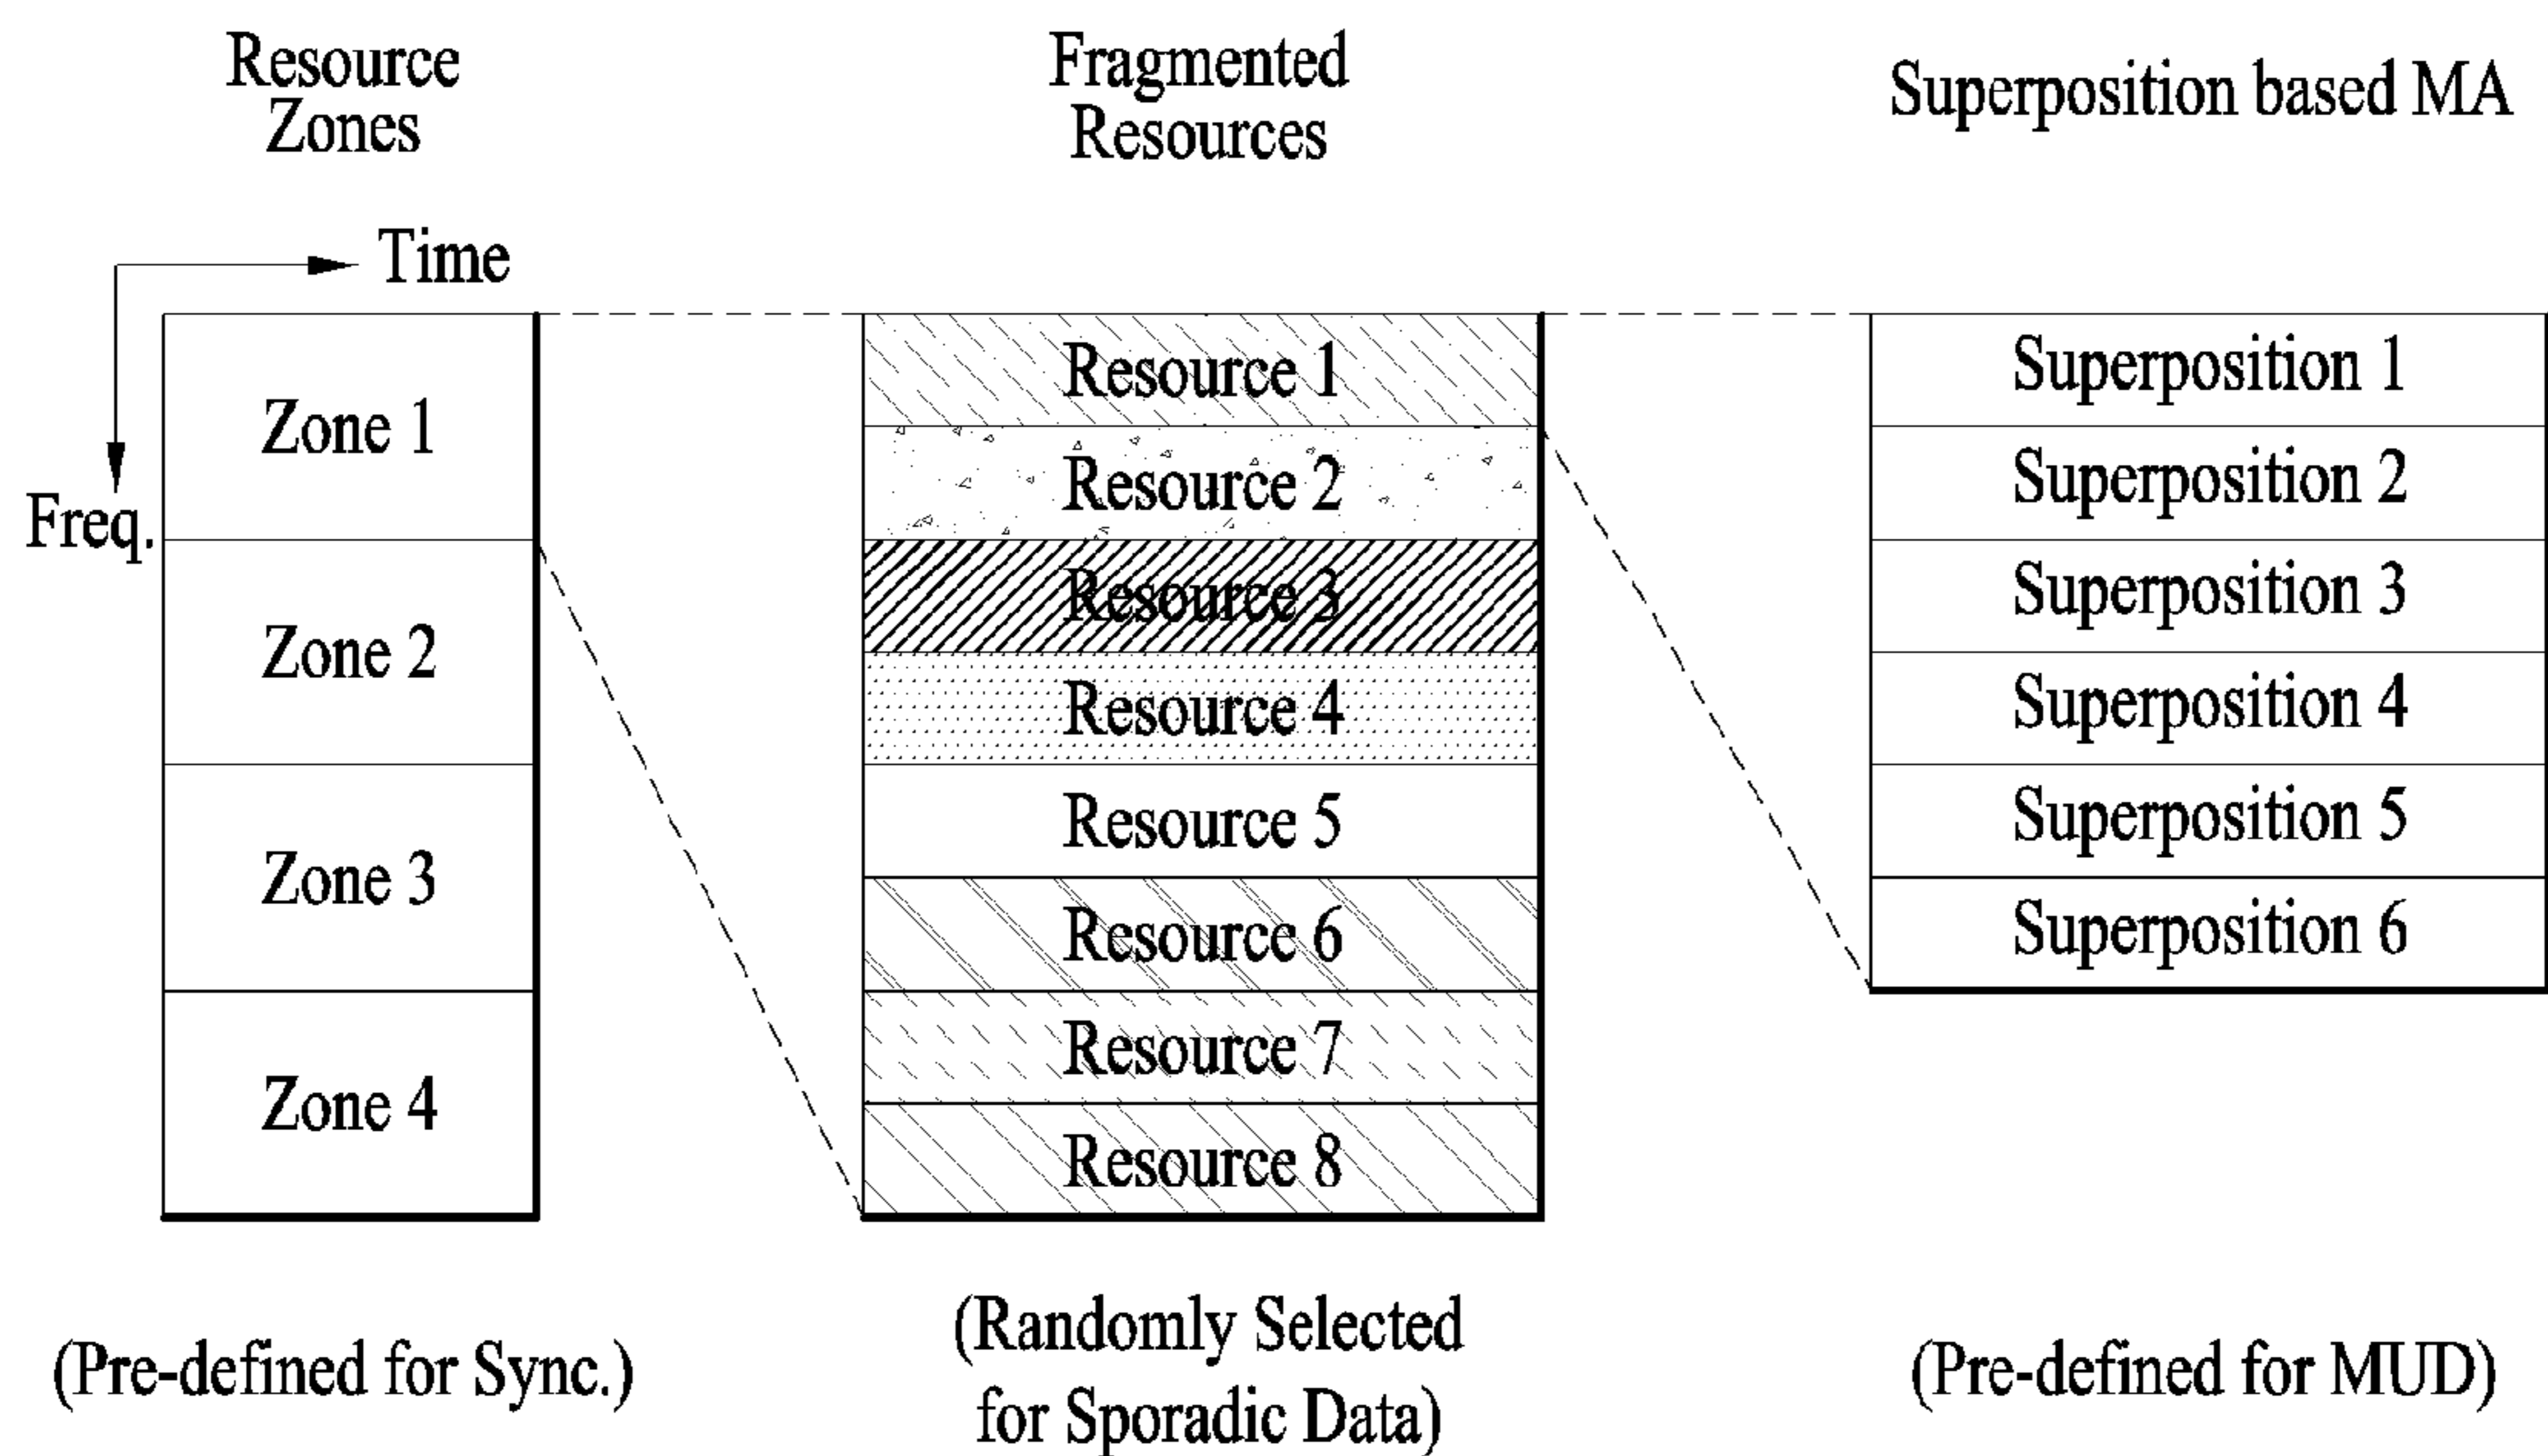 Resource
Zones
Time
Freq.
Zone 1
Zone 2
Zone 3
Zone 4
(Pre-defined for Sync.)
Fragmented
Resources
Resource 1
Resource 2
Resource 3
Resource 4
Resource 5
Resource 6
Resource 7
Resource 8
(Randomly Selected
for Sporadic Data)
Superposition based MA
Superposition 1
Superposition 2
Superposition 3
Superposition 4
Superposition 5
Superposition 6
(Pre-defined for MUD)